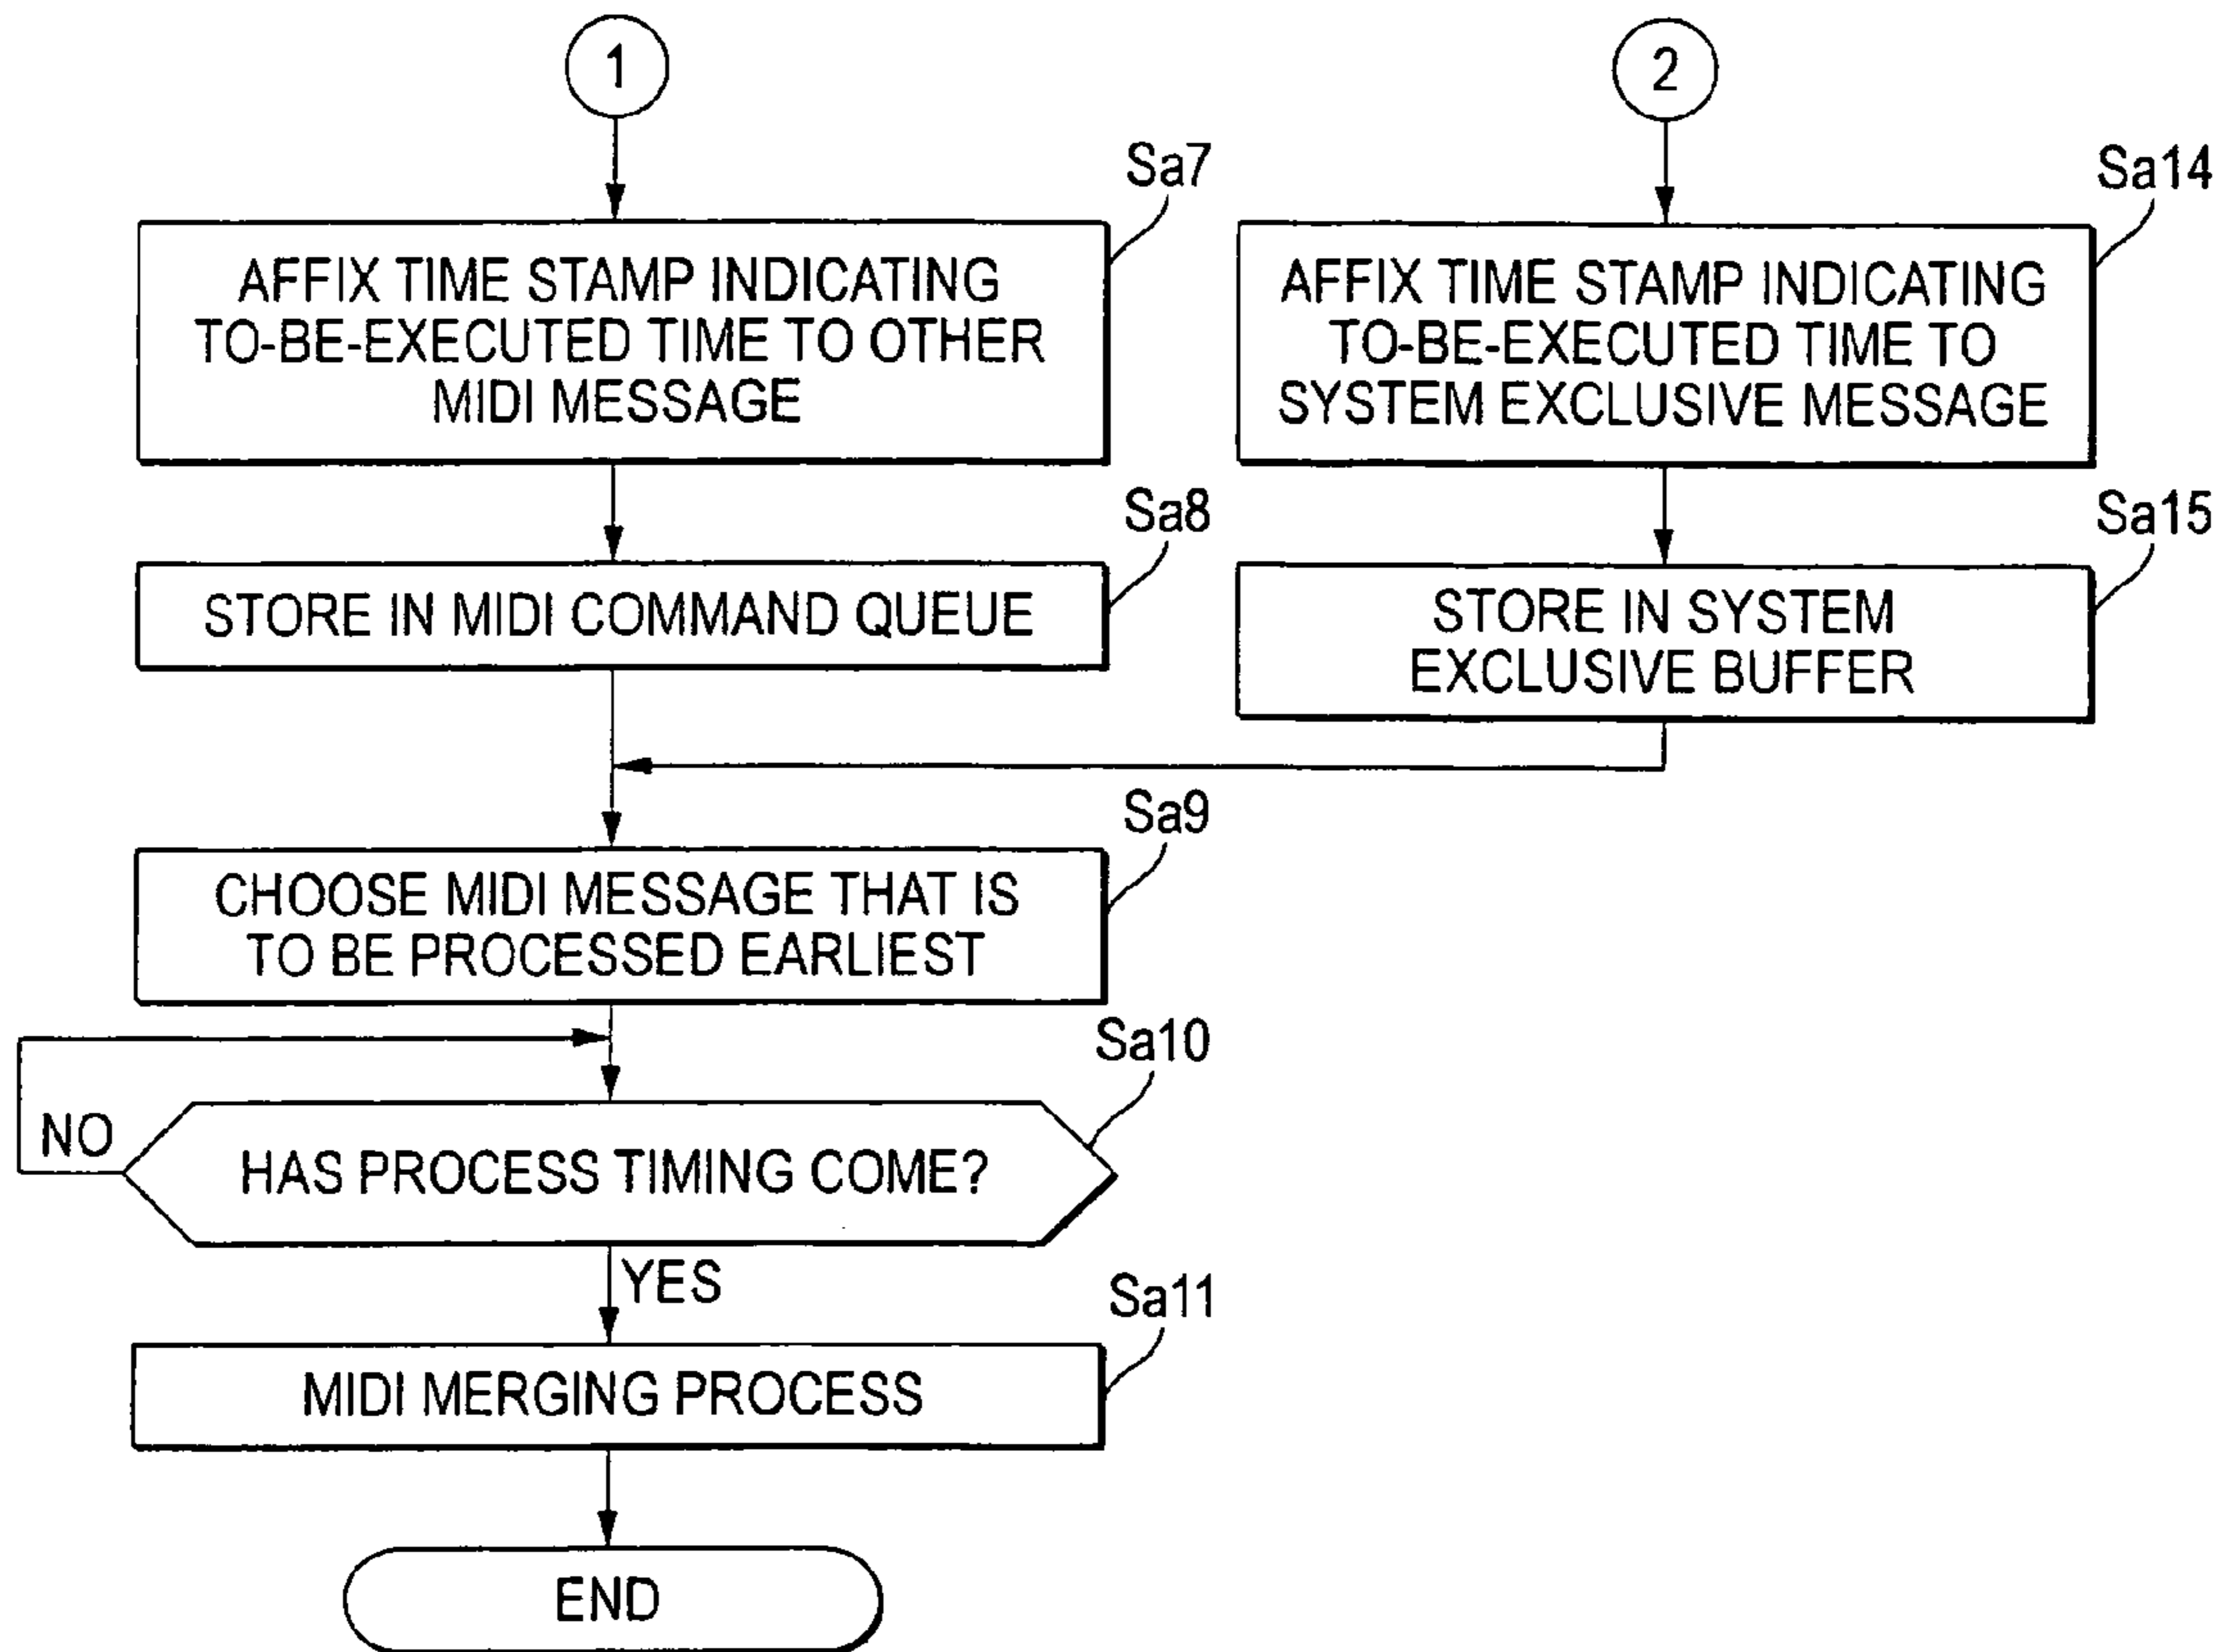 1
2
Sa7
Sa14
AFFIX TIME STAMP INDICATING
TO-BE-EXECUTED TIME TO OTHER
MIDI MESSAGE
AFFIX TIME STAMP INDICATING
TO-BE-EXECUTED TIME TO
SYSTEM EXCLUSIVE MESSAGE
Sa8
Sa15
STORE IN MIDI COMMAND QUEUE
STORE IN SYSTEM
EXCLUSIVE BUFFER
Sa9
CHOOSE MIDI MESSAGE THAT IS
TO BE PROCESSED EARLIEST
Sa10
NO
HAS PROCESS TIMING COME?
YES
Sa11
MIDI MERGING PROCESS
END